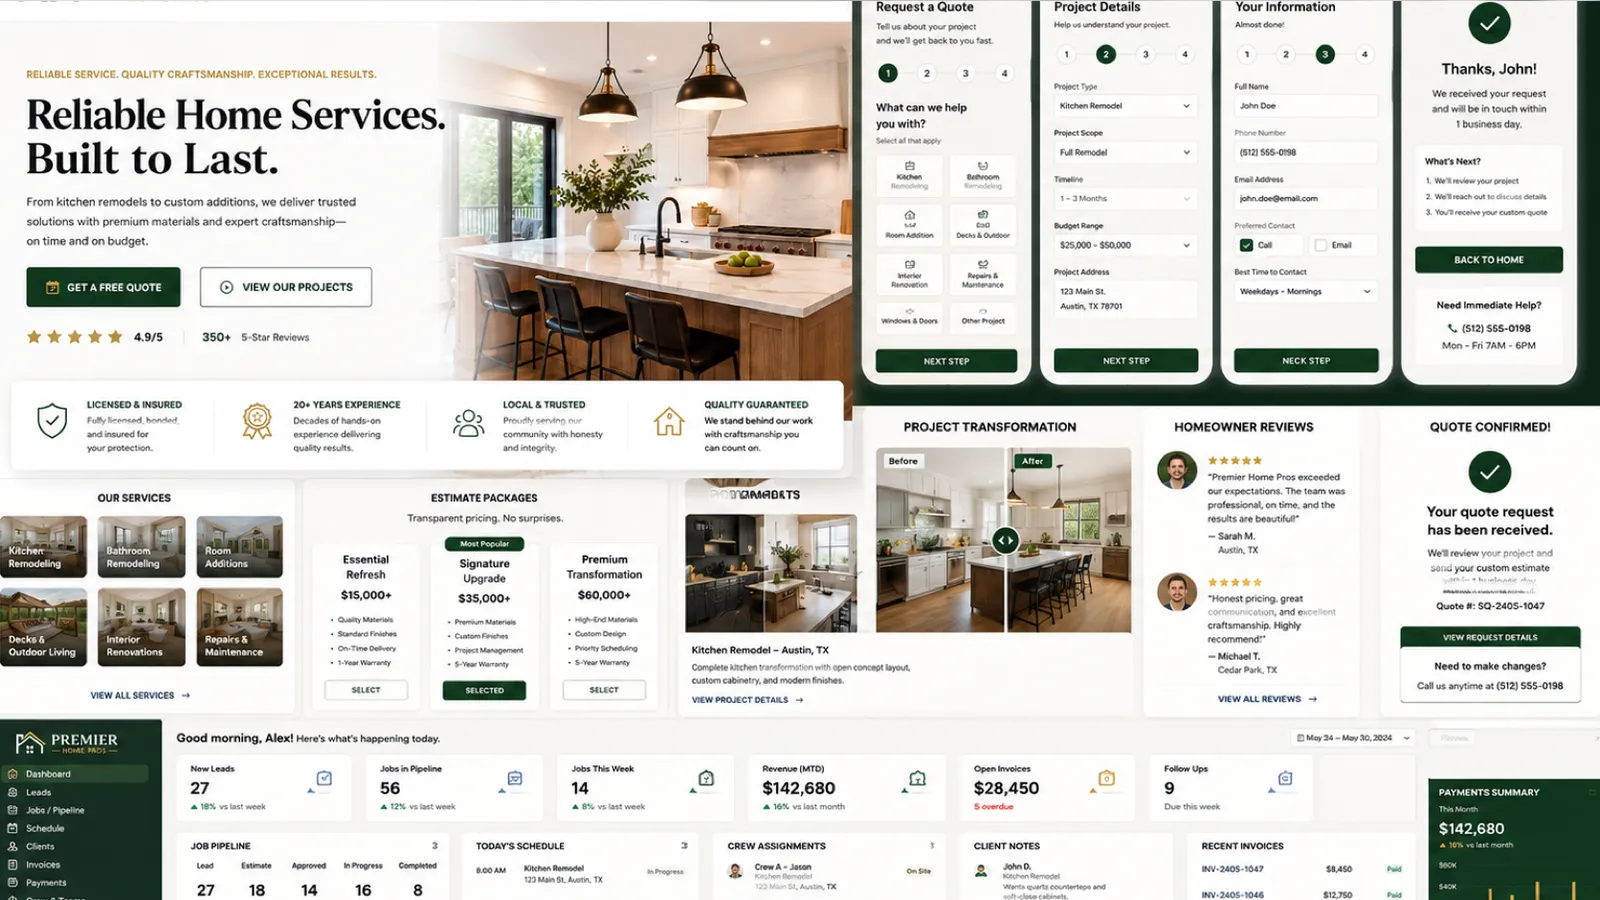 RELIABLE SERVICE. QUALITY CRAFTSMANSHIP. EXCEPTIONAL RESULTS.
Reliable Home Services.
Built to Last.
From kitchen remodels to custom additions, we deliver trusted
solutions with premium materials and expert craftsmanship—
on time and on budget.
GET A FREE QUOTE
VIEW OUR PROJECTS
4.9/5
350+ 5-Star Reviews
LICENSED & INSURED
Fully licensed, bonded,
and insured for
your protection.
20+ YEARS EXPERIENCE
Decades of hands-on
experience delivering
quality results.
LOCAL & TRUSTED
Proudly serving our
community with honesty
and integrity.
QUALITY GUARANTEED
We stand behind our work
with craftsmanship you
can count on.
Request a Quote
Tell us about your project
and we'll get back to you fast.
1 2 3 4
What can we help
you with?
Select all that apply
Kitchen
Remodeling
Bathroom
Remodeling
Room Addition
Decks & Outdoor
Interior
Renovation
Repairs &
Maintenance
Windows & Doors
Other Project
NEXT STEP
Project Details
Help us understand your project.
1 2 3 4
Project Type
Kitchen Remodel
Project Scope
Full Remodel
Timeline
1 – 3 Months
Budget Range
$25,000 – $50,000
Project Address
123 Main St.
Austin, TX 78701
NEXT STEP
Your Information
Almost done!
1 2 3 4
Full Name
John Doe
Phone Number
(512) 555-0198
Email Address
john.doe@email.com
Preferred Contact
Call
Email
Best Time to Contact
Weekdays – Mornings
NECK STEP
Thanks, John!
We received your request
and will be in touch within
1 business day.
What's Next?
1. We'll review your project
2. We'll reach out to discuss details
3. You'll receive your custom quote
BACK TO HOME
Need Immediate Help?
(512) 555-0198
Mon - Fri 7AM - 6PM
OUR SERVICES
Kitchen
Remodeling
Bathroom
Remodeling
Room
Additions
Decks &
Outdoor Living
Interior
Renovations
Repairs &
Maintenance
VIEW ALL SERVICES →
ESTIMATE PACKAGES
Transparent pricing. No surprises.
Essential
Refresh
$15,000+
• Quality Materials
• Standard Finishes
• On-Time Delivery
• 1-Year Warranty
SELECT
Most Popular
Signature
Upgrade
$35,000+
• Premium Materials
• Custom Finishes
• Project Management
• 5-Year Warranty
SELECTED
Premium
Transformation
$60,000+
• High-End Materials
• Custom Design
• Priority Scheduling
• 5-Year Warranty
SELECT
Kitchen Remodel – Austin, TX
Complete kitchen transformation with open concept layout,
custom cabinetry, and modern finishes.
VIEW PROJECT DETAILS →
PROJECT TRANSFORMATION
Before
After
HOMEOWNER REVIEWS
"Premier Home Pros exceeded
our expectations. The team was
professional, on time, and the
results are beautiful!"
— Sarah M.
Austin, TX
"Honest pricing, great
communication, and excellent
craftsmanship. Highly
recommend!"
— Michael T.
Cedar Park, TX
VIEW ALL REVIEWS →
QUOTE CONFIRMED!
Your quote request
has been received.
We'll review your project and
send your custom estimate
Quote #: SQ-2405-1047
VIEW REQUEST DETAILS
Need to make changes?
Call us anytime at (512) 555-0198
PREMIER
HOME PROS
Dashboard
Leads
Jobs / Pipeline
Schedule
Clients
Invoices
Payments
Good morning, Alex! Here's what's happening today.
May 24 – May 30, 2024
New Leads
27
18% vs last week
Jobs in Pipeline
56
12% vs last week
Jobs This Week
14
8% vs last week
Revenue (MTD)
$142,680
16% vs last month
Open Invoices
$28,450
5 overdue
Follow Ups
9
Due this week
JOB PIPELINE 3
Lead Estimate Approved In Progress Completed
27 18 14 16 8
TODAY'S SCHEDULE
8:00 AM Kitchen Remodel In Progress
123 Main St, Austin, TX
CREW ASSIGNMENTS
Crew A – Jason On Site
Kitchen Remodel
123 Main St, Austin, TX
CLIENT NOTES
John D.
Kitchen Remodel
Wants quartz countertops and
soft-close cabinets.
RECENT INVOICES
INV-2405-1047 $8,450 Paid
INV-2405-1046 $12,750 Paid
PAYMENTS SUMMARY
This Month
$142,680
16% vs last month
$60K
$40K